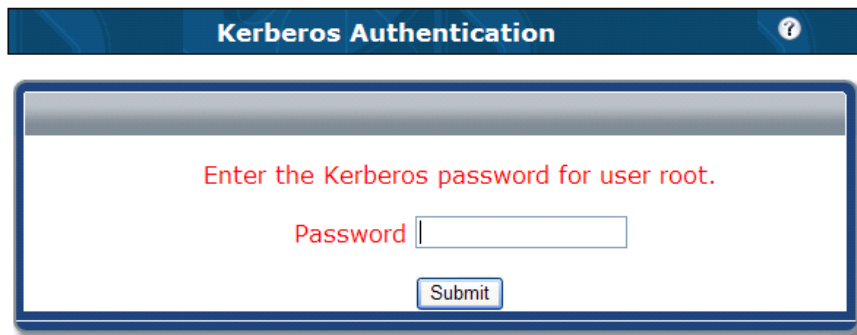 Kerberos Authentication ?
Enter the Kerberos password for user root.
Password
Submit